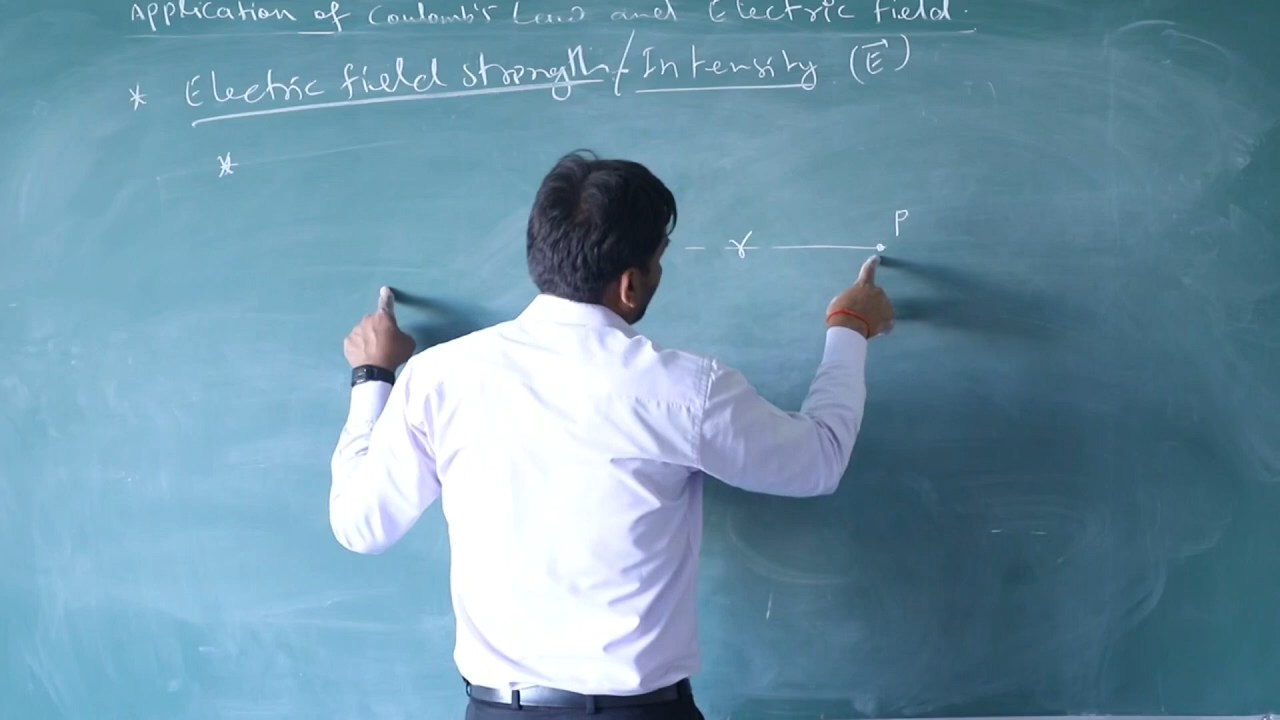 Application of Coulomb's Law and Electric field.
* Electric field strength / Intensity (E⃗)
*
P
r